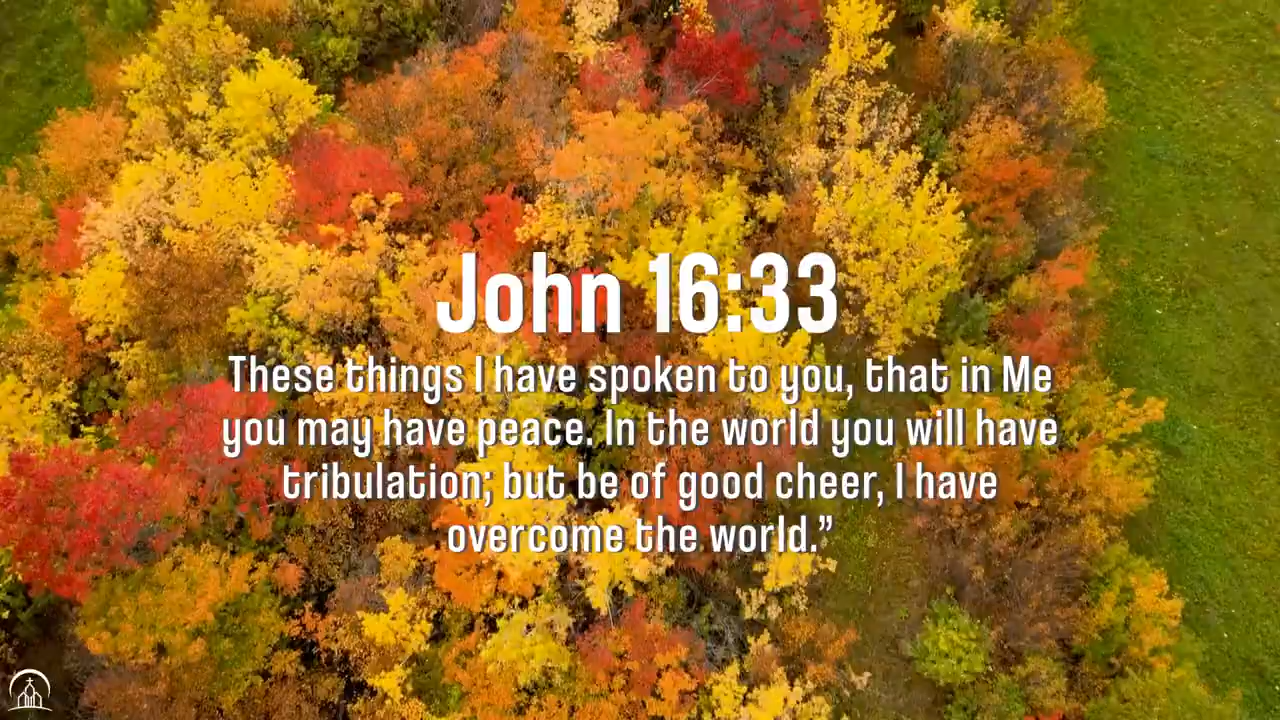 John 16:33
These things I have spoken to you, that in Me
you may have peace. In the world you will have
tribulation; but be of good cheer, I have
overcome the world.”